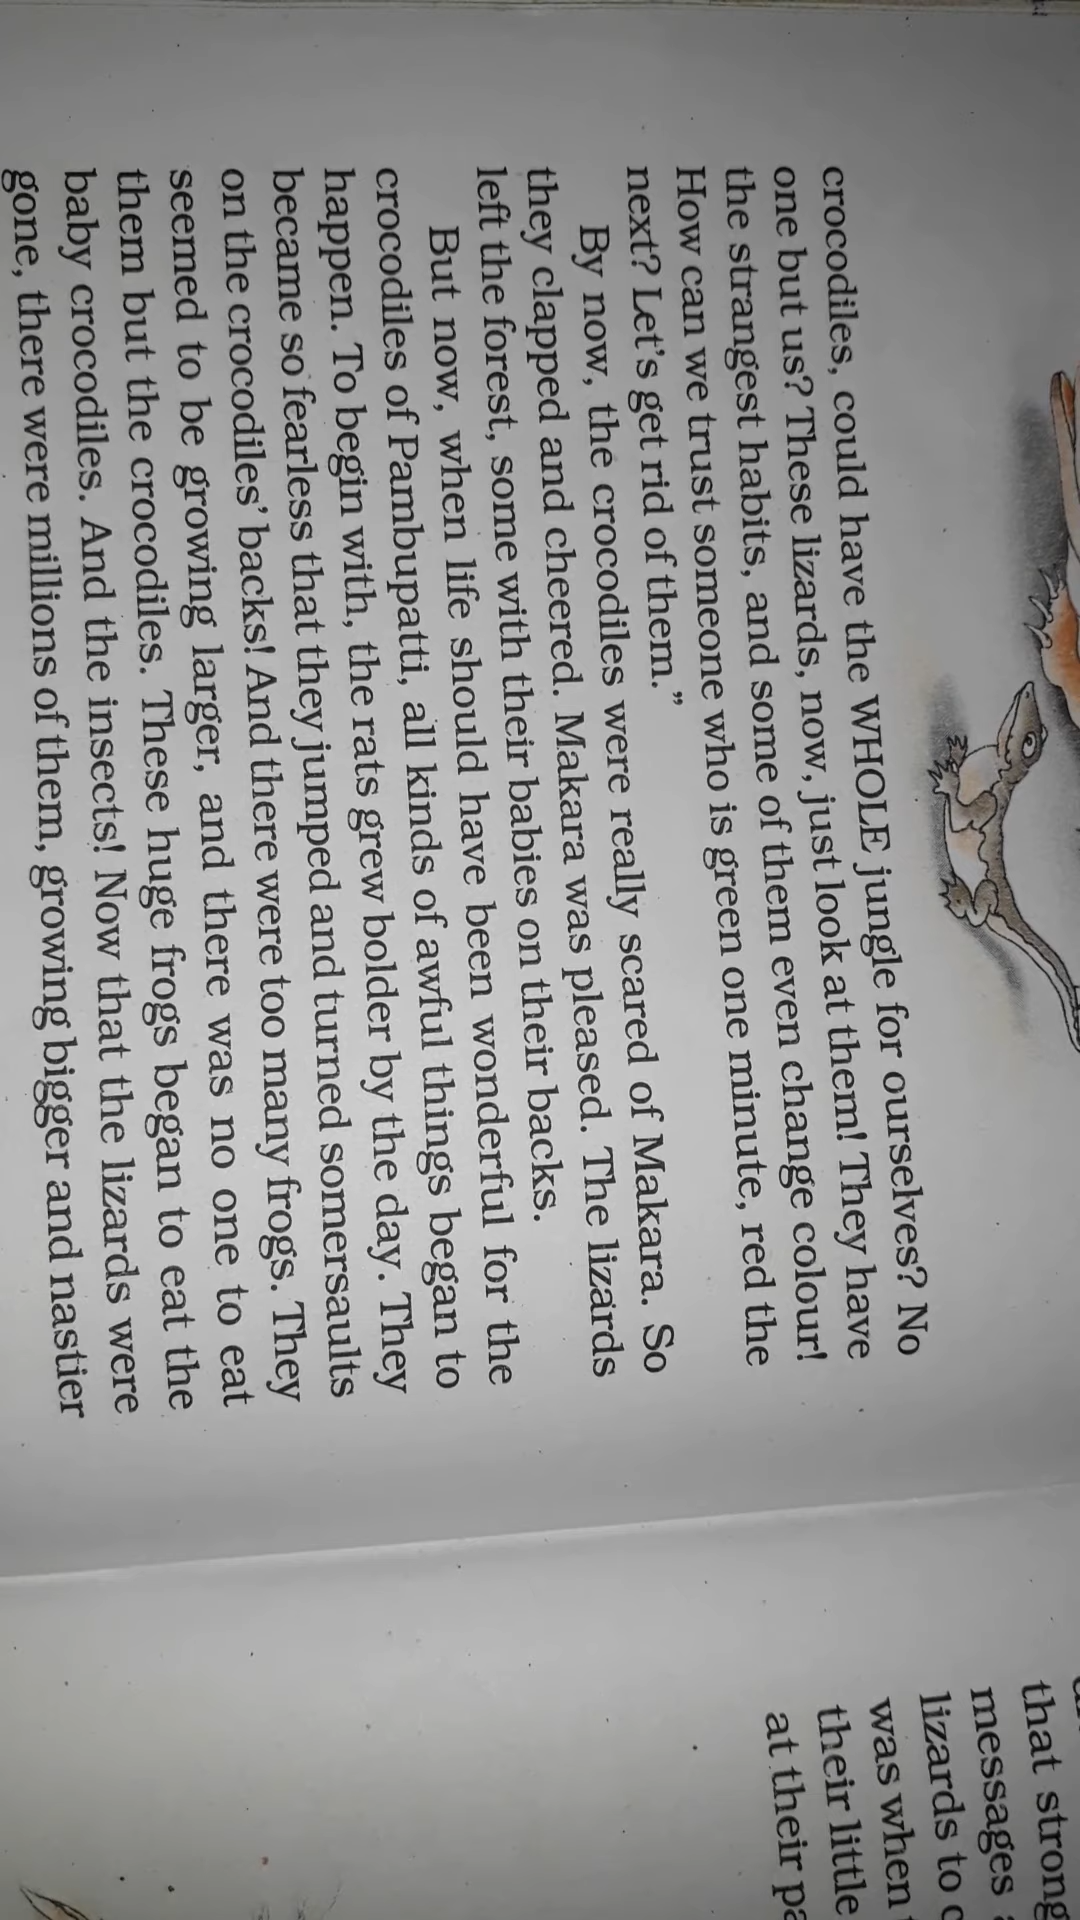 crocodiles, could have the WHOLE jungle for ourselves? No
one but us? These lizards, now, just look at them! They have
the strangest habits, and some of them even change colour!
How can we trust someone who is green one minute, red the
next? Let's get rid of them.”
By now, the crocodiles were really scared of Makara. So
they clapped and cheered. Makara was pleased. The lizards
left the forest, some with their babies on their backs.
But now, when life should have been wonderful for the
crocodiles of Pambupatti, all kinds of awful things began to
happen. To begin with, the rats grew bolder by the day. They
became so fearless that they jumped and turned somersaults
on the crocodiles' backs! And there were too many frogs. They
seemed to be growing larger, and there was no one to eat
them but the crocodiles. These huge frogs began to eat the
baby crocodiles. And the insects! Now that the lizards were
gone, there were millions of them, growing bigger and nastier
that strong
messages
lizards to
was when
their little
at their